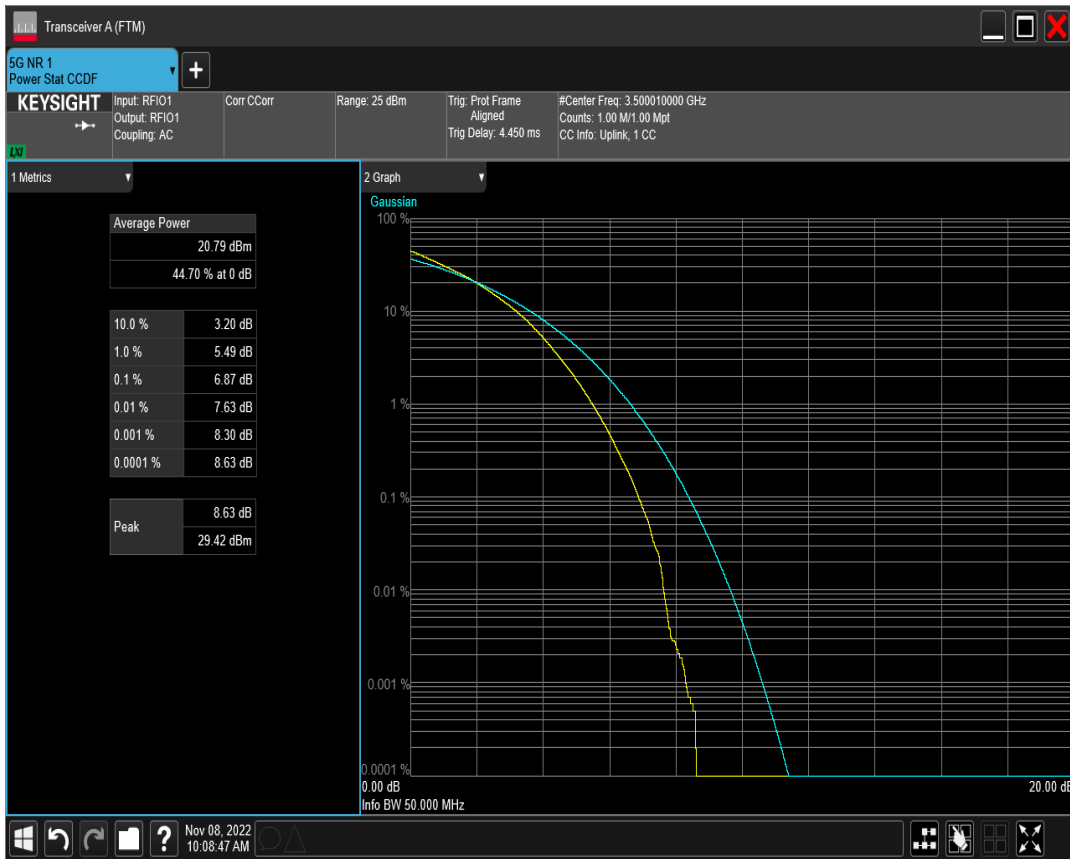 Transceiver A (FTM)
5G NR 1
Power Stat CCDF
+
KEYSIGHT
LXI
Input: RFIO1
Output: RFIO1
Coupling: AC
Corr CCorr
Range: 25 dBm
Trig: Prot Frame
Aligned
Trig Delay: 4.450 ms
#Center Freq: 3.500010000 GHz
Counts: 1.00 M/1.00 Mpt
CC Info: Uplink, 1 CC
1 Metrics
Average Power
20.79 dBm
44.70 % at 0 dB
10.0 % 3.20 dB
1.0 % 5.49 dB
0.1 % 6.87 dB
0.01 % 7.63 dB
0.001 % 8.30 dB
0.0001 % 8.63 dB
Peak
8.63 dB
29.42 dBm
2 Graph
Gaussian
100 %
10 %
1 %
0.1 %
0.01 %
0.001 %
0.0001 %
0.00 dB 20.00 dB
Info BW 50.000 MHz
?
Nov 08, 2022
10:08:47 AM